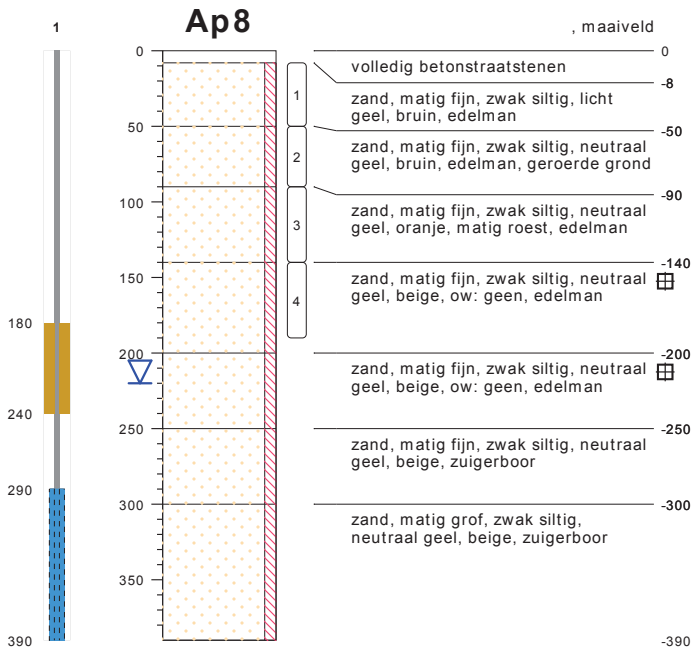 1
Ap8
, maaiveld
0
0
volledig betonstraatstenen
-8
1
zand, matig fijn, zwak siltig, licht
geel, bruin, edelman
50
-50
2
zand, matig fijn, zwak siltig, neutraal
geel, bruin, edelman, geroerde grond
-90
100
3
zand, matig fijn, zwak siltig, neutraal
geel, oranje, matig roest, edelman
-140
150
4
zand, matig fijn, zwak siltig, neutraal
geel, beige, ow: geen, edelman
180
200
-200
zand, matig fijn, zwak siltig, neutraal
geel, beige, ow: geen, edelman
240
250
-250
zand, matig fijn, zwak siltig, neutraal
geel, beige, zuigerboor
290
300
-300
zand, matig grof, zwak siltig,
neutraal geel, beige, zuigerboor
350
390
-390